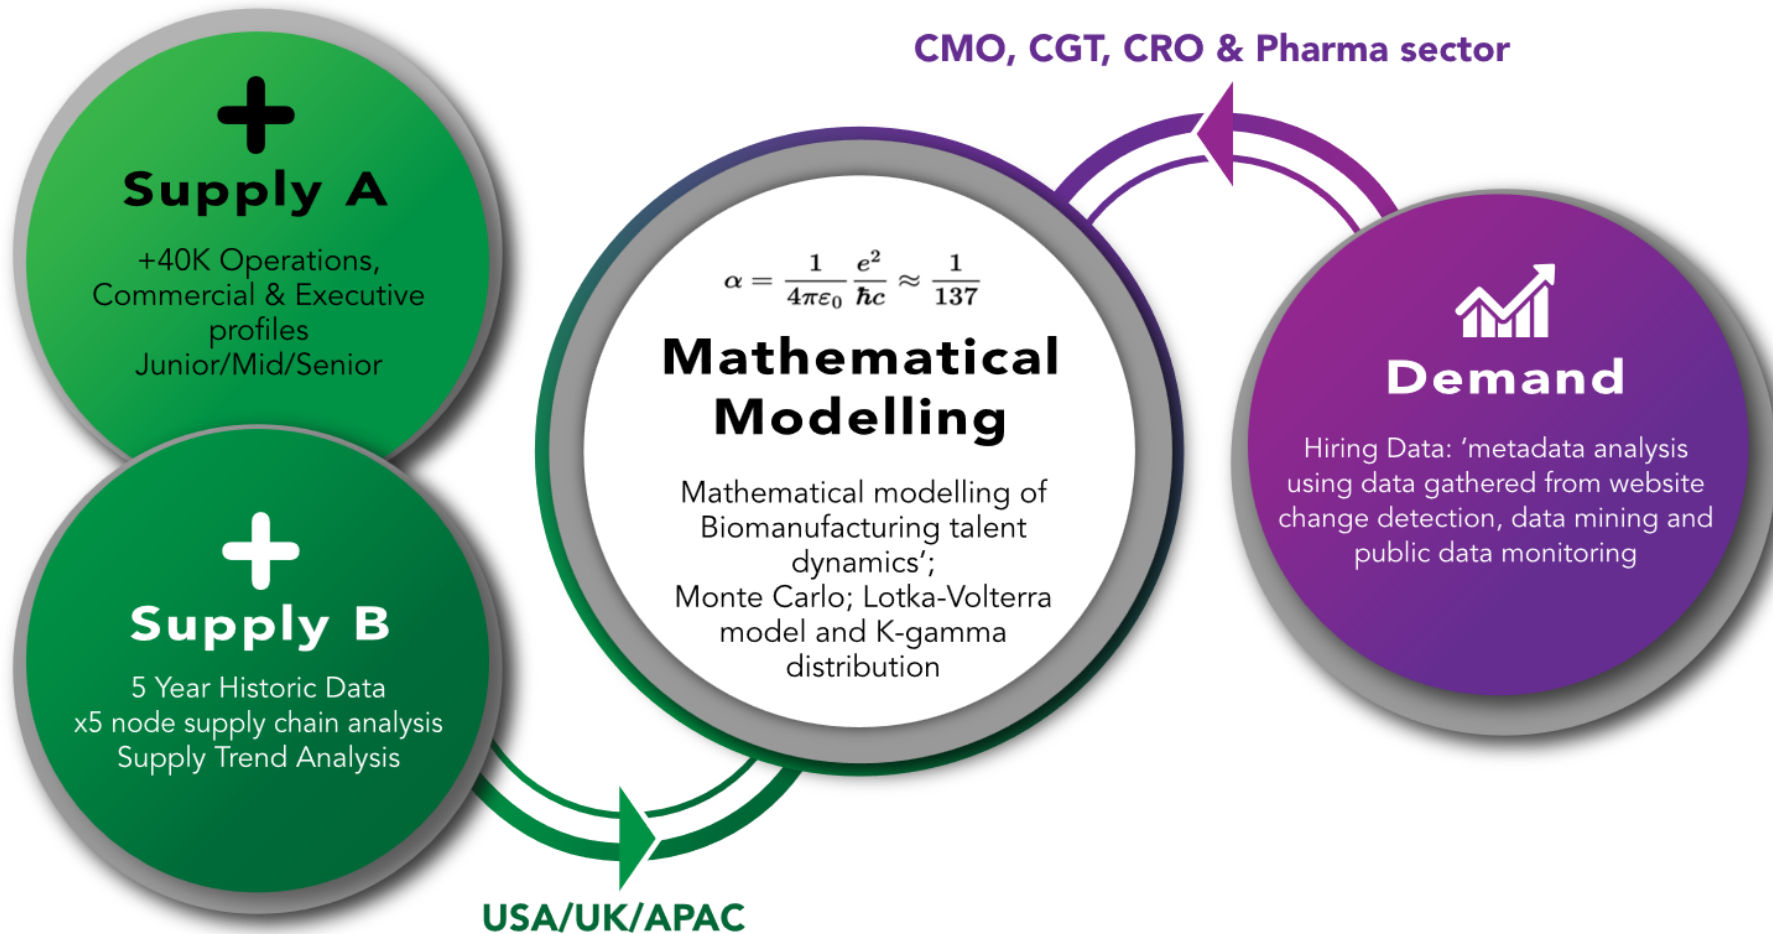 CMO, CGT, CRO & Pharma sector
Supply A
+40K Operations,
Commercial & Executive
profiles
Junior/Mid/Senior
Supply B
5 Year Historic Data
x5 node supply chain analysis
Supply Trend Analysis
USA/UK/APAC
α = 1/4πε₀ e²/ℏc ≈ 1/137
Mathematical
Modelling
Mathematical modelling of
Biomanufacturing talent
dynamics’;
Monte Carlo; Lotka-Volterra
model and K-gamma
distribution
Demand
Hiring Data: ‘metadata analysis
using data gathered from website
change detection, data mining and
public data monitoring